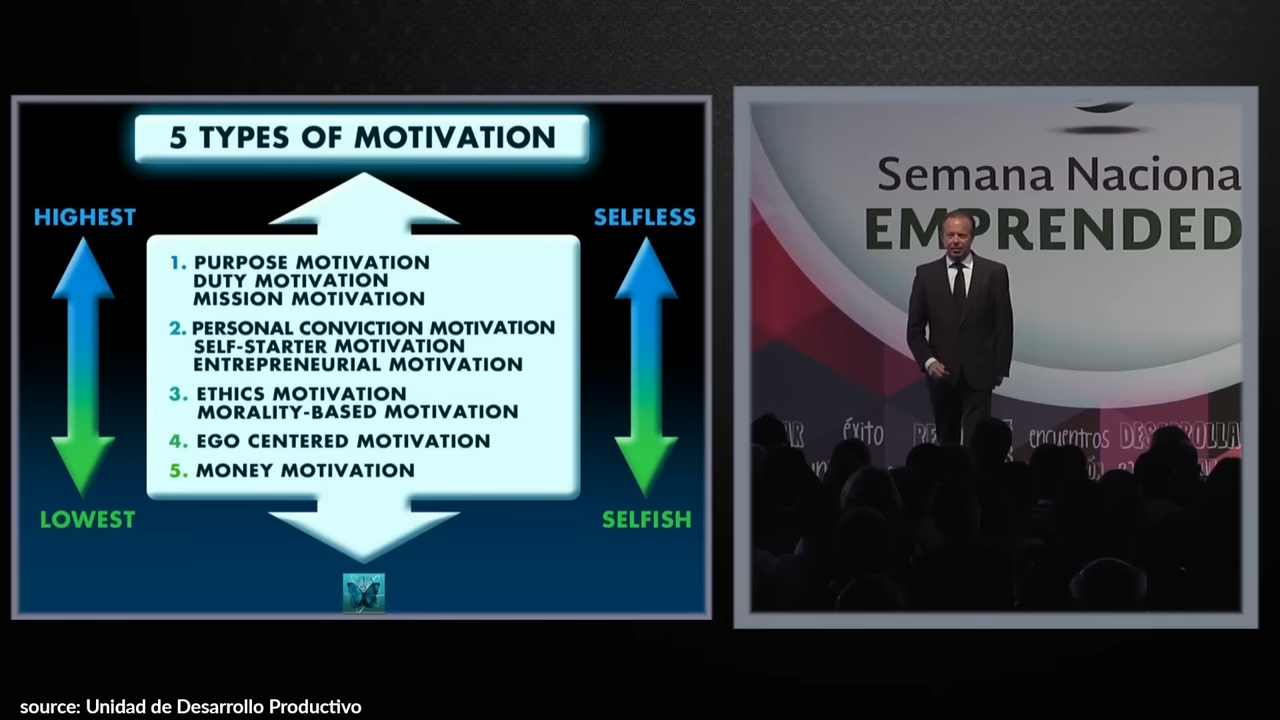 5 TYPES OF MOTIVATION
HIGHEST
SELFLESS
1. PURPOSE MOTIVATION
DUTY MOTIVATION
MISSION MOTIVATION
2. PERSONAL CONVICTION MOTIVATION
SELF-STARTER MOTIVATION
ENTREPRENEURIAL MOTIVATION
3. ETHICS MOTIVATION
MORALITY-BASED MOTIVATION
4. EGO CENTERED MOTIVATION
5. MONEY MOTIVATION
LOWEST
SELFISH
Semana Naciona
EMPRENDED
éxito
encuentros DESARROLLA
source: Unidad de Desarrollo Productivo